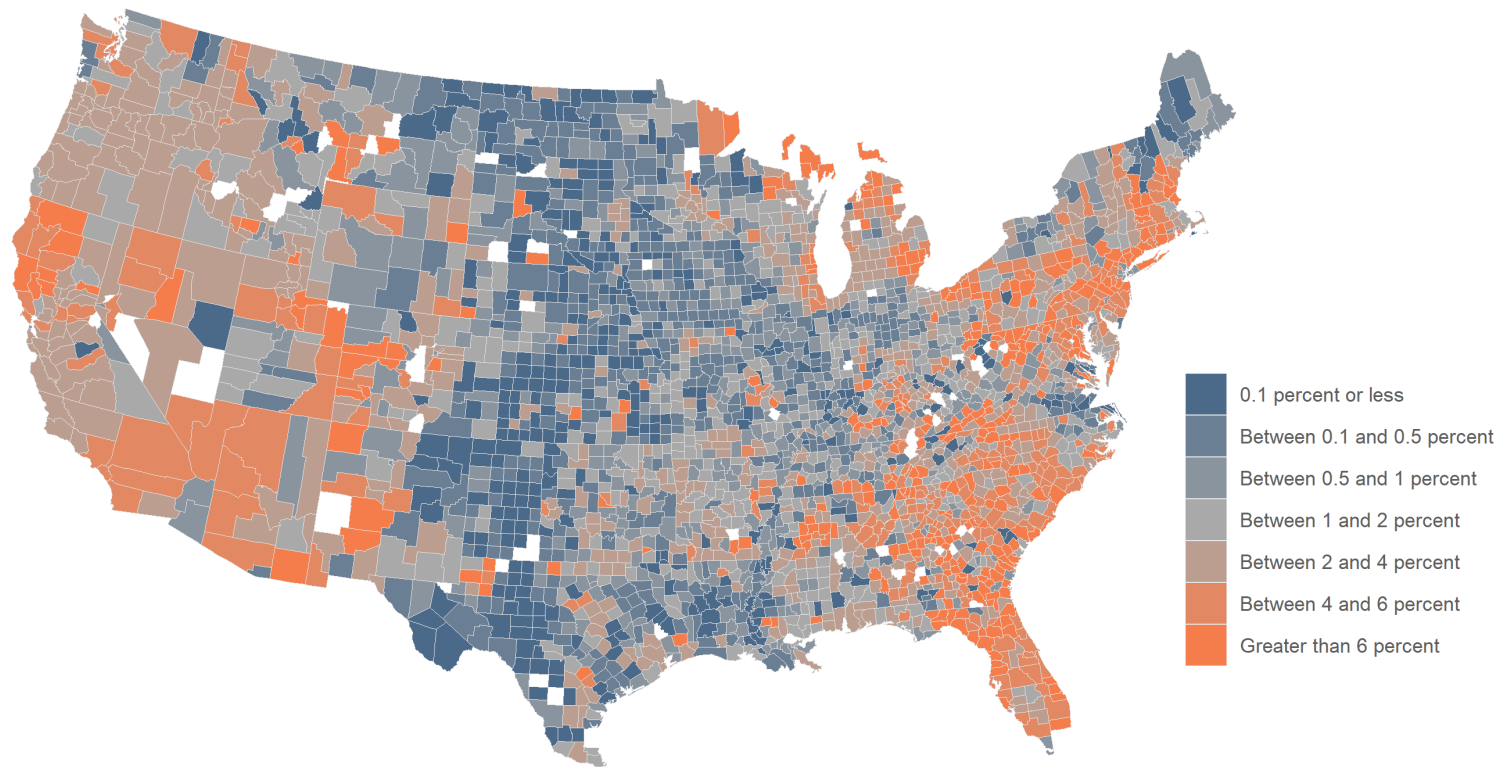 0.1 percent or less
Between 0.1 and 0.5 percent
Between 0.5 and 1 percent
Between 1 and 2 percent
Between 2 and 4 percent
Between 4 and 6 percent
Greater than 6 percent